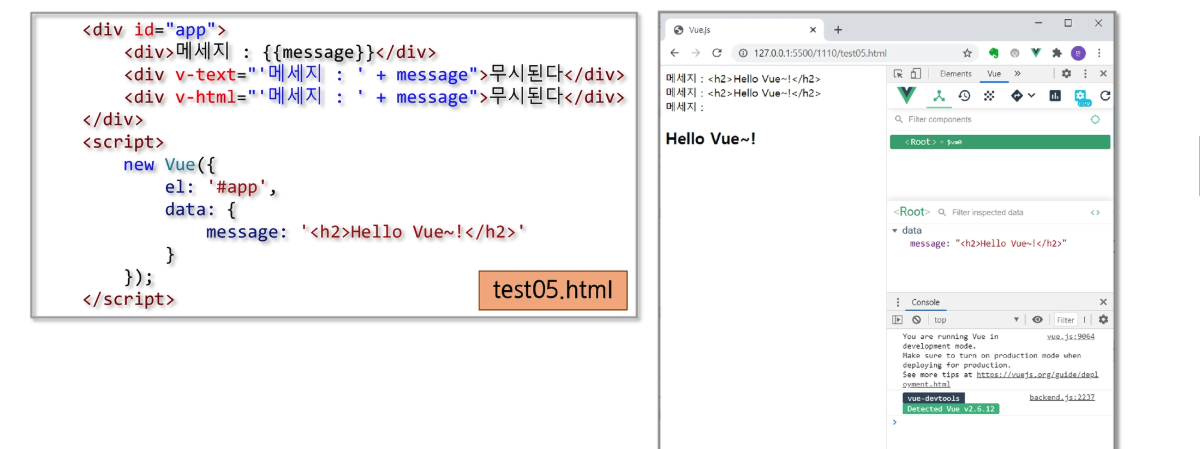 <div id="app">
<div>메세지 : {{message}}</div>
<div v-text="'메세지 : ' + message">무시된다</div>
<div v-html="'메세지 : ' + message">무시된다</div>
</div>
<script>
new Vue({
el: '#app',
data: {
message: '<h2>Hello Vue~!</h2>'
}
});
</script>
test05.html
Vue.js
127.0.0.1:5500/1110/test05.html
메세지 : <h2>Hello Vue~!</h2>
메세지 : <h2>Hello Vue~!</h2>
메세지 :
Hello Vue~!
Elements Vue
Filter components
<Root> = $vm0
<Root> Filter inspected data
data
message: "<h2>Hello Vue~!</h2>"
Console
top Filter
You are running Vue in vue.js:9064
development mode.
Make sure to turn on production mode when
deploying for production.
See more tips at https://vuejs.org/guide/depl
oyment.html
vue-devtools backend.js:2237
Detected Vue v2.6.12